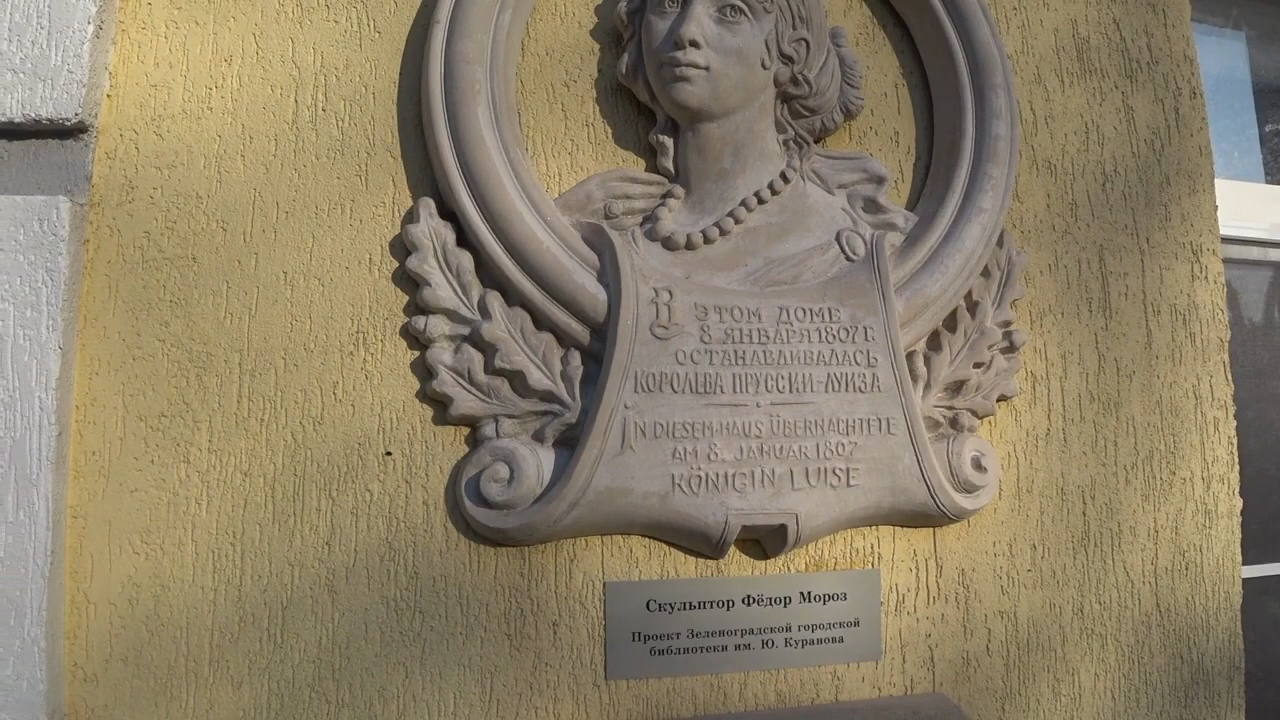 В ЭТОМ ДОМЕ
8 ЯНВАРЯ 1807 Г.
ОСТАНАВЛИВАЛАСЬ
КОРОЛЕВА ПРУССИИ-ЛУИЗА
IN DIESEM HAUS ÜBERNACHTETE
AM 8. JANUAR 1807
KÖNIGIN LUISE
Скульптор Фёдор Мороз
Проект Зеленоградской городской
библиотеки им. Ю. Куранова